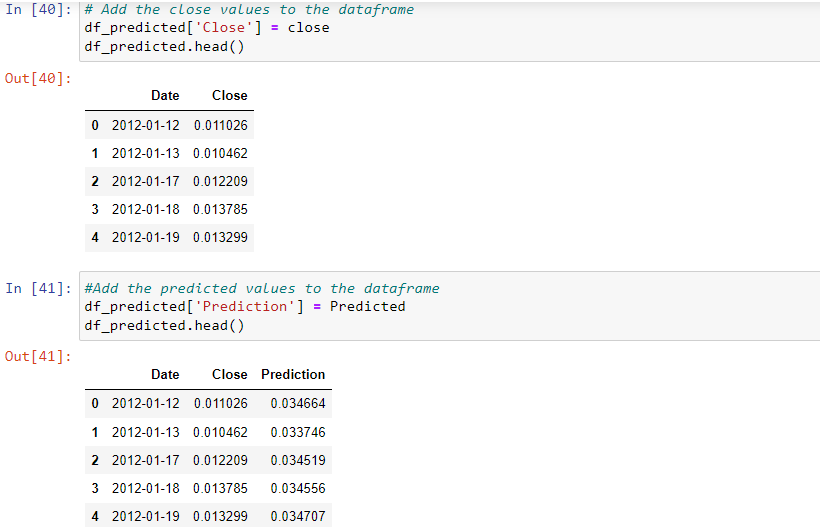 In [40]: # Add the close values to the dataframe
df_predicted['Close'] = close
df_predicted.head()
Out[40]:
Date Close
0 2012-01-12 0.011026
1 2012-01-13 0.010462
2 2012-01-17 0.012209
3 2012-01-18 0.013785
4 2012-01-19 0.013299
In [41]: #Add the predicted values to the dataframe
df_predicted['Prediction'] = Predicted
df_predicted.head()
Out[41]:
Date Close Prediction
0 2012-01-12 0.011026 0.034664
1 2012-01-13 0.010462 0.033746
2 2012-01-17 0.012209 0.034519
3 2012-01-18 0.013785 0.034556
4 2012-01-19 0.013299 0.034707